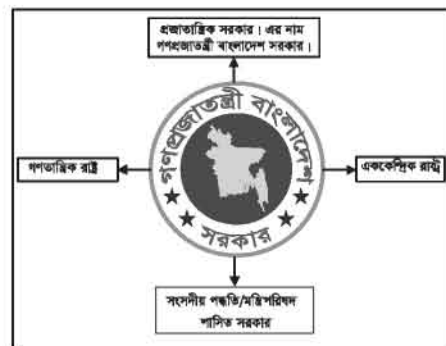 প্রজাতান্ত্রিক সরকার। এর নাম
গণপ্রজাতন্ত্রী বাংলাদেশ সরকার।
গণপ্রজাতন্ত্রী বাংলাদেশ
সরকার
গণতান্ত্রিক রাষ্ট্র
এককেন্দ্রিক রাষ্ট্র
সংসদীয় পদ্ধতি/মন্ত্রিপরিষদ
শাসিত সরকার